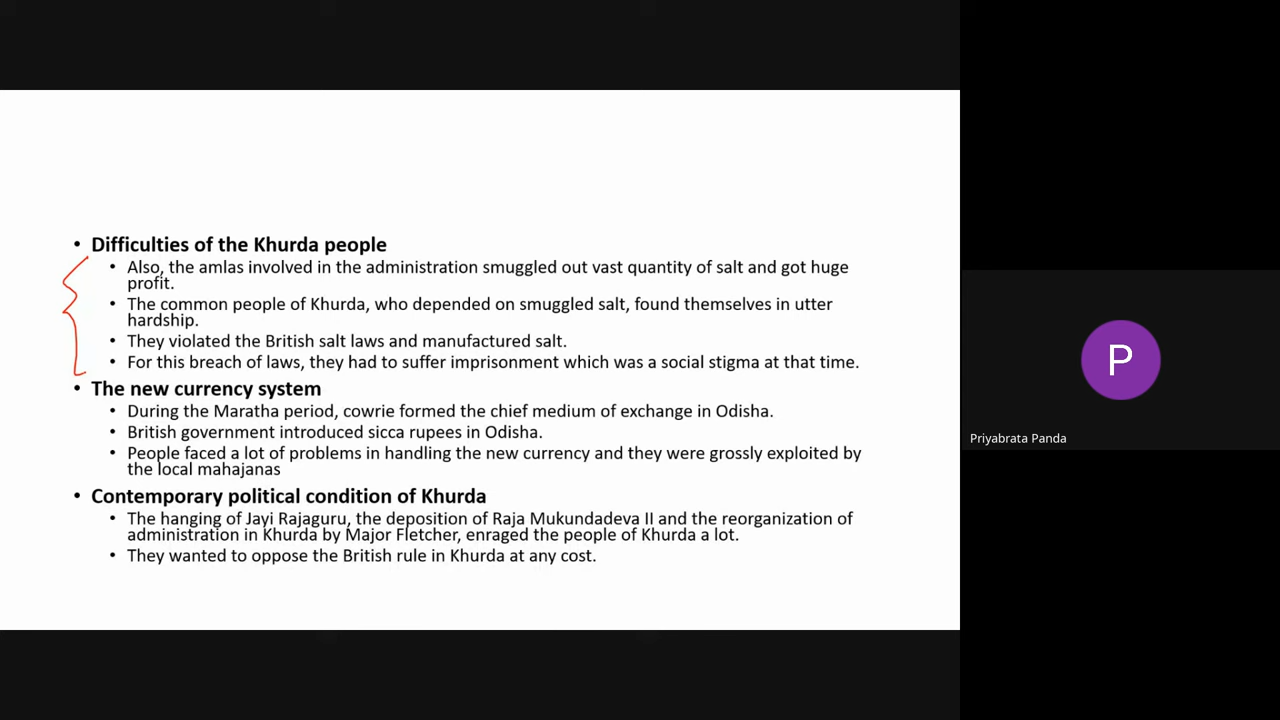 • Difficulties of the Khurda people
• Also, the amlas involved in the administration smuggled out vast quantity of salt and got huge
profit.
• The common people of Khurda, who depended on smuggled salt, found themselves in utter
hardship.
• They violated the British salt laws and manufactured salt.
• For this breach of laws, they had to suffer imprisonment which was a social stigma at that time.
• The new currency system
• During the Maratha period, cowrie formed the chief medium of exchange in Odisha.
• British government introduced sicca rupees in Odisha.
• People faced a lot of problems in handling the new currency and they were grossly exploited by
the local mahajanas
• Contemporary political condition of Khurda
• The hanging of Jayi Rajaguru, the deposition of Raja Mukundadeva II and the reorganization of
administration in Khurda by Major Fletcher, enraged the people of Khurda a lot.
• They wanted to oppose the British rule in Khurda at any cost.
P
Priyabrata Panda